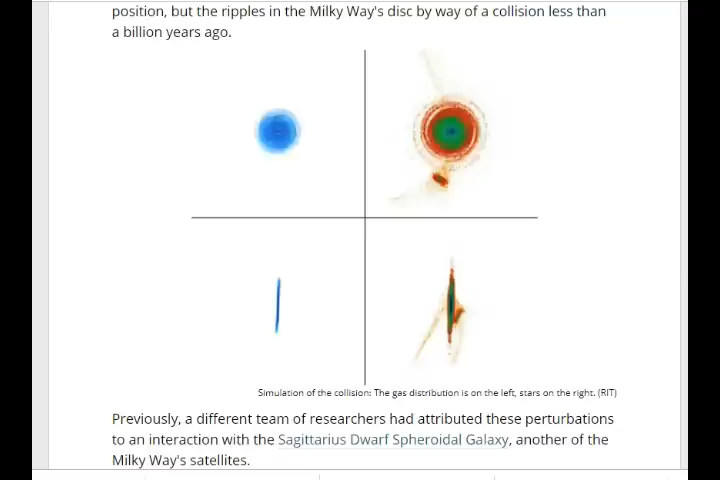 position, but the ripples in the Milky Way's disc by way of a collision less than
a billion years ago.
Simulation of the collision: The gas distribution is on the left, stars on the right. (RIT)
Previously, a different team of researchers had attributed these perturbations
to an interaction with the Sagittarius Dwarf Spheroidal Galaxy, another of the
Milky Way's satellites.